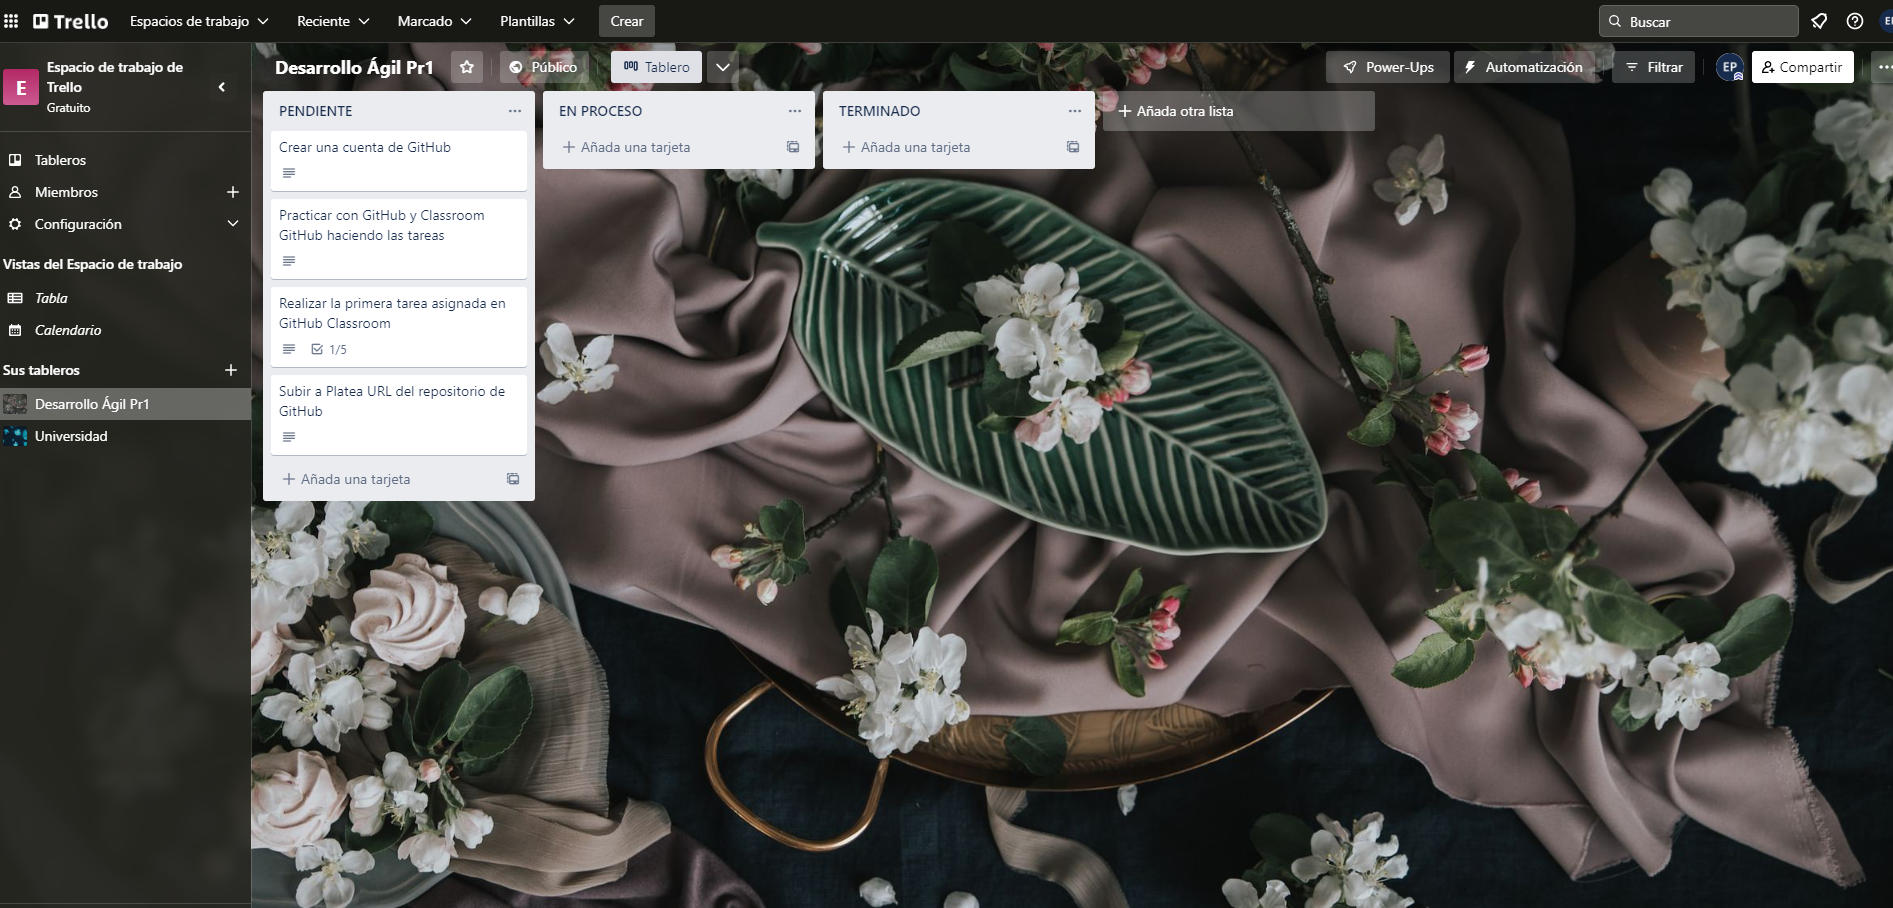 Trello
Espacios de trabajo
Reciente
Marcado
Plantillas
Crear
Buscar
E
Espacio de trabajo de
Trello
Gratuito
Desarrollo Ágil Pr1
Público
Tablero
Power-Ups
Automatización
Filtrar
EP
Compartir
Tableros
Miembros
Configuración
Vistas del Espacio de trabajo
Tabla
Calendario
Sus tableros
Desarrollo Ágil Pr1
Universidad
PENDIENTE
Crear una cuenta de GitHub
Practicar con GitHub y Classroom
GitHub haciendo las tareas
Realizar la primera tarea asignada en
GitHub Classroom
1/5
Subir a Platea URL del repositorio de
GitHub
Añada una tarjeta
EN PROCESO
Añada una tarjeta
TERMINADO
Añada una tarjeta
Añada otra lista